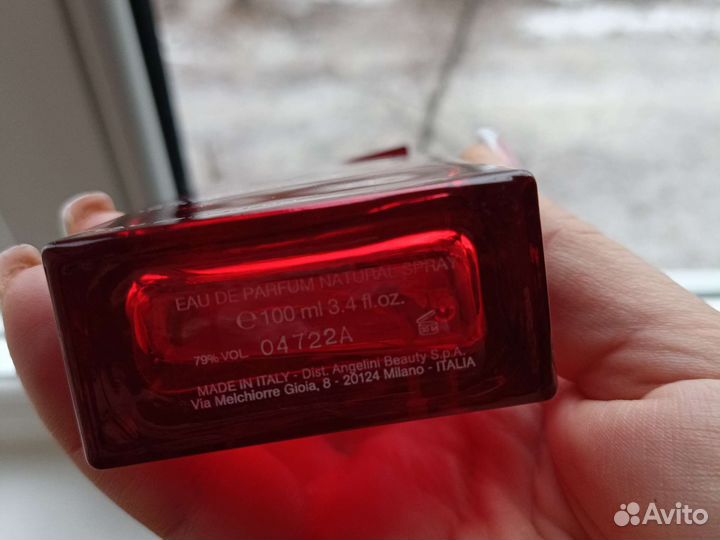 EAU DE PARFUM NATURAL SPRAY
℮100 ml 3.4 fl.oz.
79% VOL 04722A
MADE IN ITALY - Dist. Angelini Beauty S.p.A.
Via Melchiorre Gioia, 8 - 20124 Milano - ITALIA
Avito